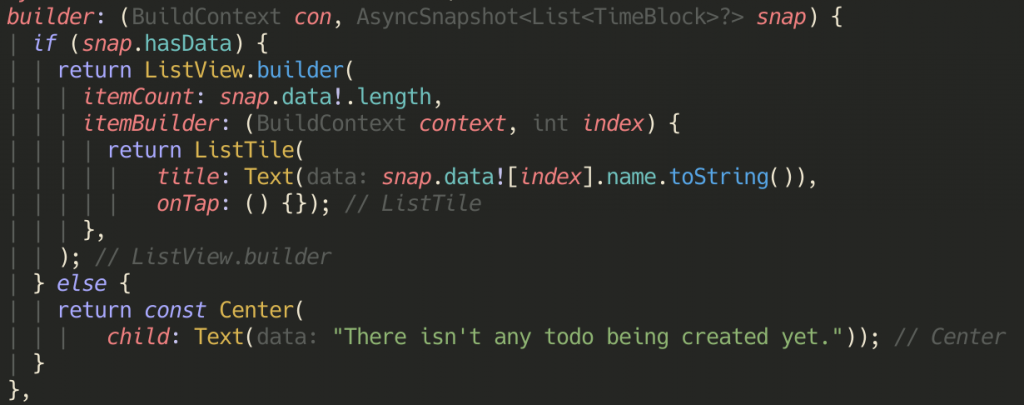 builder: (BuildContext con, AsyncSnapshot<List<TimeBlock>?> snap) {
if (snap.hasData) {
return ListView.builder(
itemCount: snap.data!.length,
itemBuilder: (BuildContext context, int index) {
return ListTile(
title: Text(data: snap.data![index].name.toString()),
onTap: () {}); // ListTile
},
); // ListView.builder
} else {
return const Center(
child: Text(data: "There isn't any todo being created yet.")); // Center
}
},